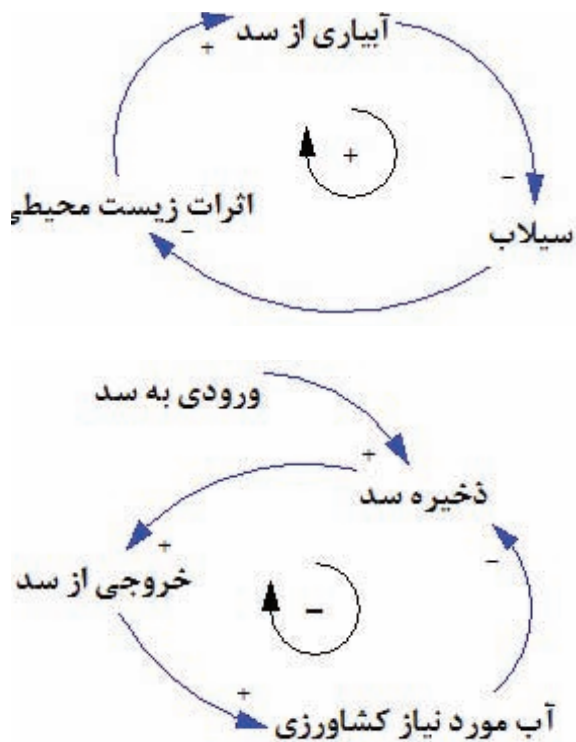 آبیاری از سد
+
+
-
اثرات زیست محیطی
-
سیلاب
ورودی به سد
+
ذخیره سد
+
خروجی از سد
-
-
+
آب مورد نیاز کشاورزی